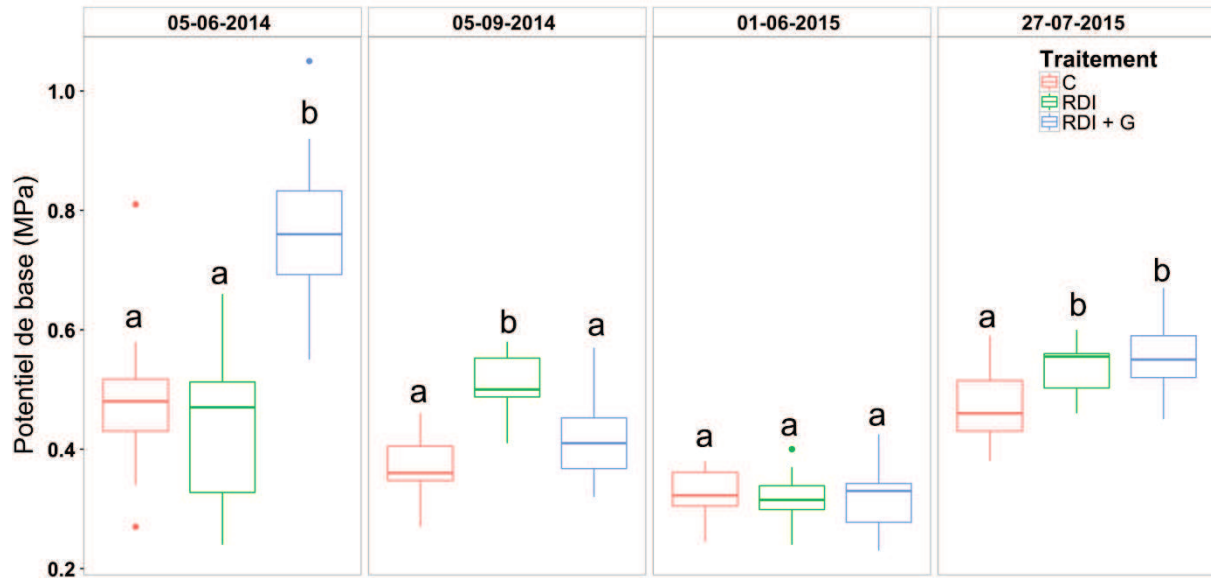 05-06-2014 05-09-2014 01-06-2015 27-07-2015
Traitement
C
RDI
RDI + G
Potentiel de base (MPa)
1.0
0.8
0.6
0.4
0.2
a a b
a b a
a a a
a b b